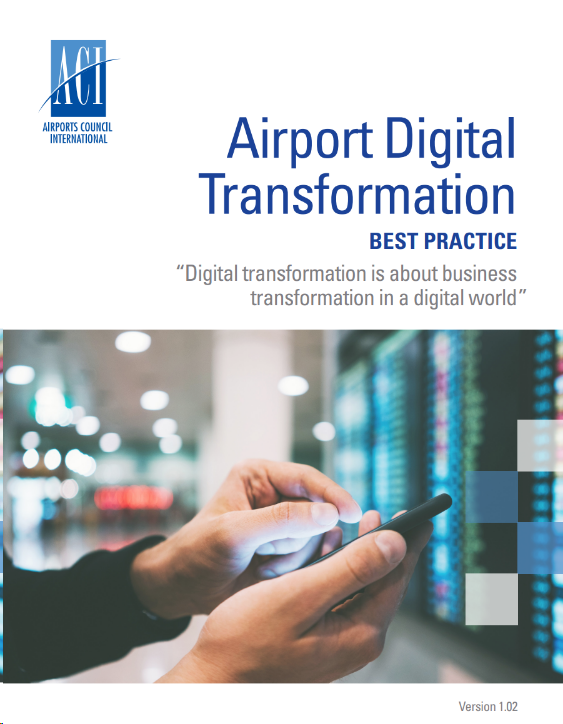 ACI
AIRPORTS COUNCIL
INTERNATIONAL
Airport Digital
Transformation
BEST PRACTICE
“Digital transformation is about business
transformation in a digital world”
Version 1.02